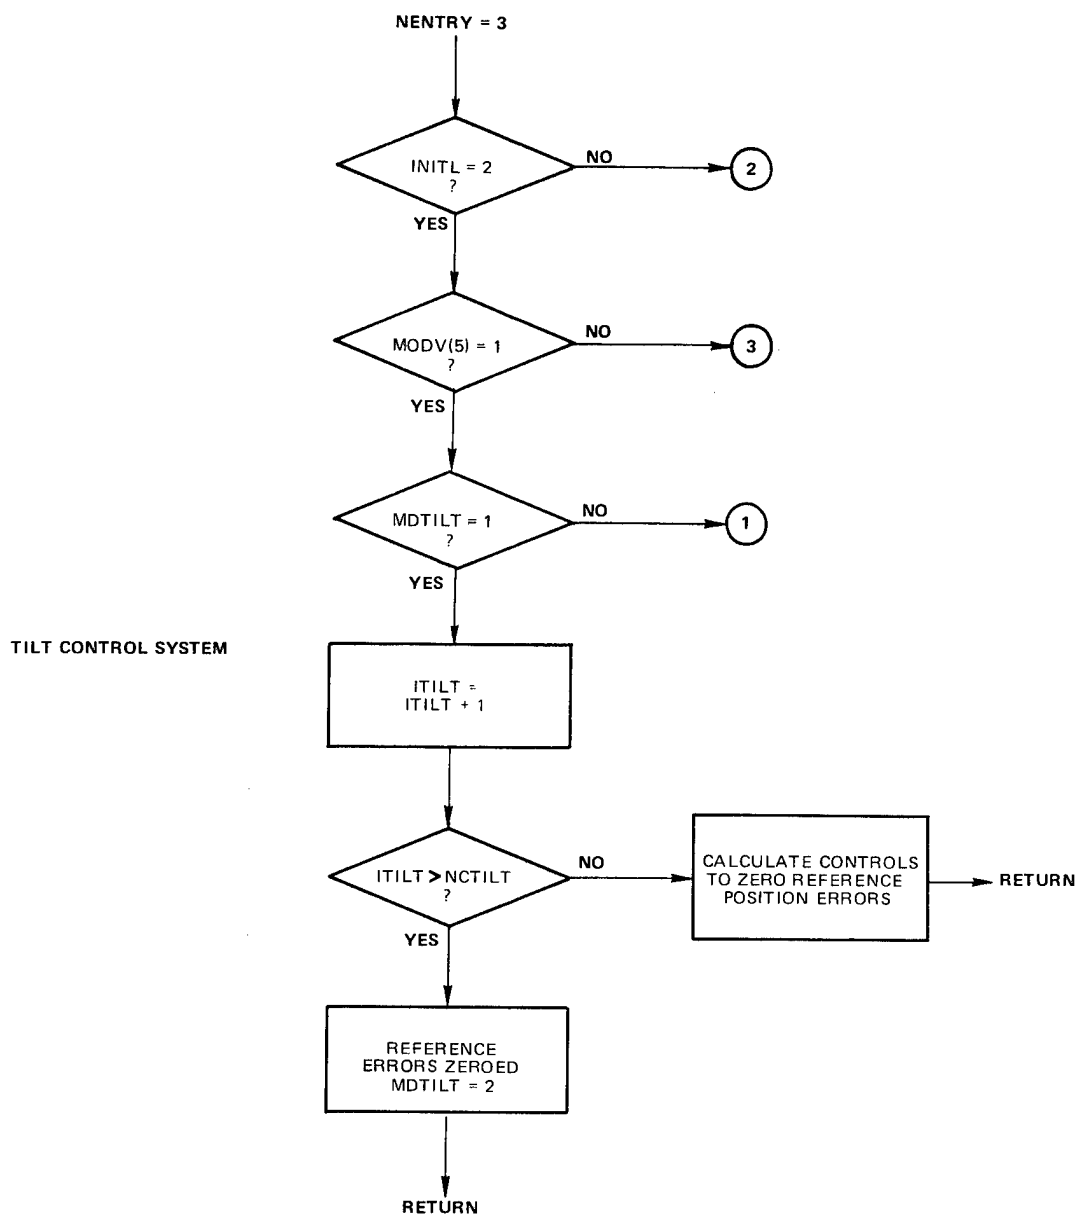 NENTRY = 3
INITL = 2
?
NO
2
YES
MODV(5) = 1
?
NO
3
YES
MDTILT = 1
?
NO
1
YES
TILT CONTROL SYSTEM
ITILT =
ITILT + 1
ITILT > NCTILT
?
NO
CALCULATE CONTROLS
TO ZERO REFERENCE
POSITION ERRORS
RETURN
YES
REFERENCE
ERRORS ZEROED
MDTILT = 2
RETURN